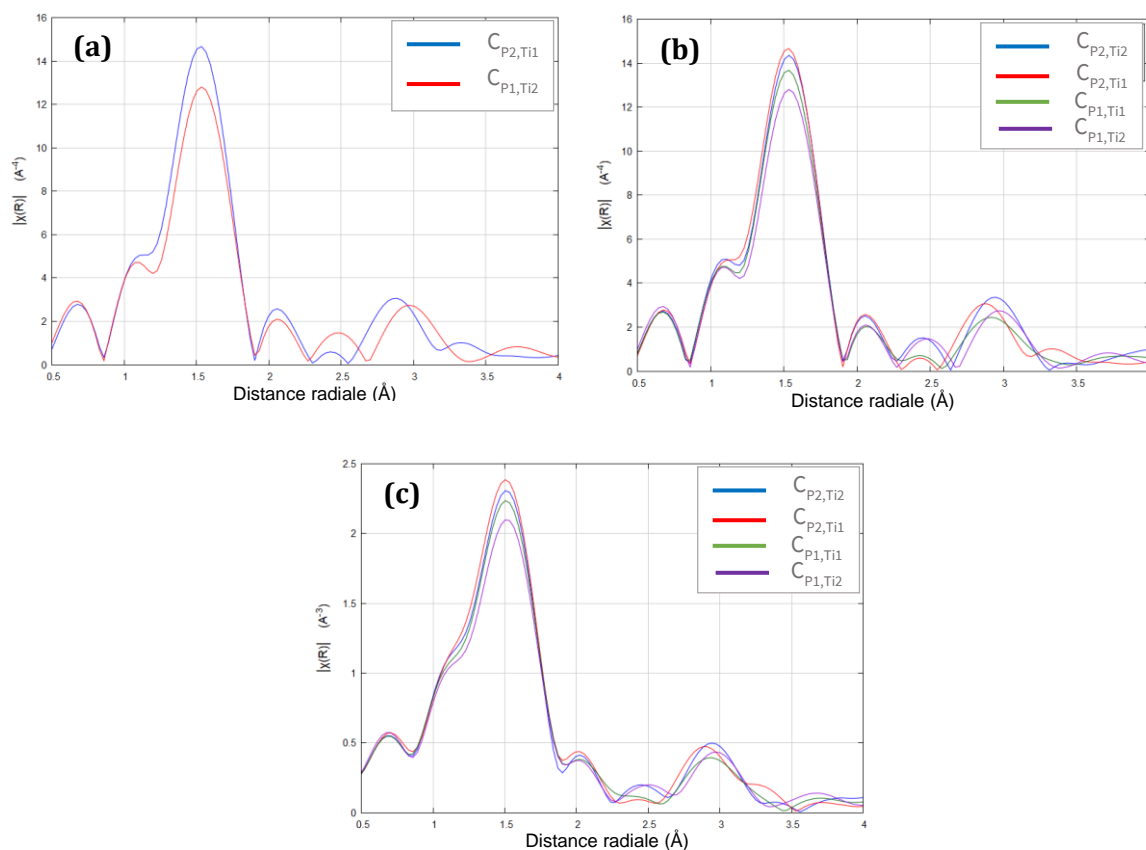 (a)
C_P2,Ti1
C_P1,Ti2
|χ(R)| (A⁻⁴)
16
14
12
10
8
6
4
2
0
0.5 1 1.5 2 2.5 3 3.5 4
Distance radiale (Å)
(b)
C_P2,Ti2
C_P2,Ti1
C_P1,Ti1
C_P1,Ti2
|χ(R)| (A⁻⁴)
16
14
12
10
8
6
4
2
0
0.5 1 1.5 2 2.5 3 3.5
Distance radiale (Å)
(c)
C_P2,Ti2
C_P2,Ti1
C_P1,Ti1
C_P1,Ti2
|χ(R)| (A⁻³)
2.5
2
1.5
1
0.5
0
0.5 1 1.5 2 2.5 3 3.5 4
Distance radiale (Å)